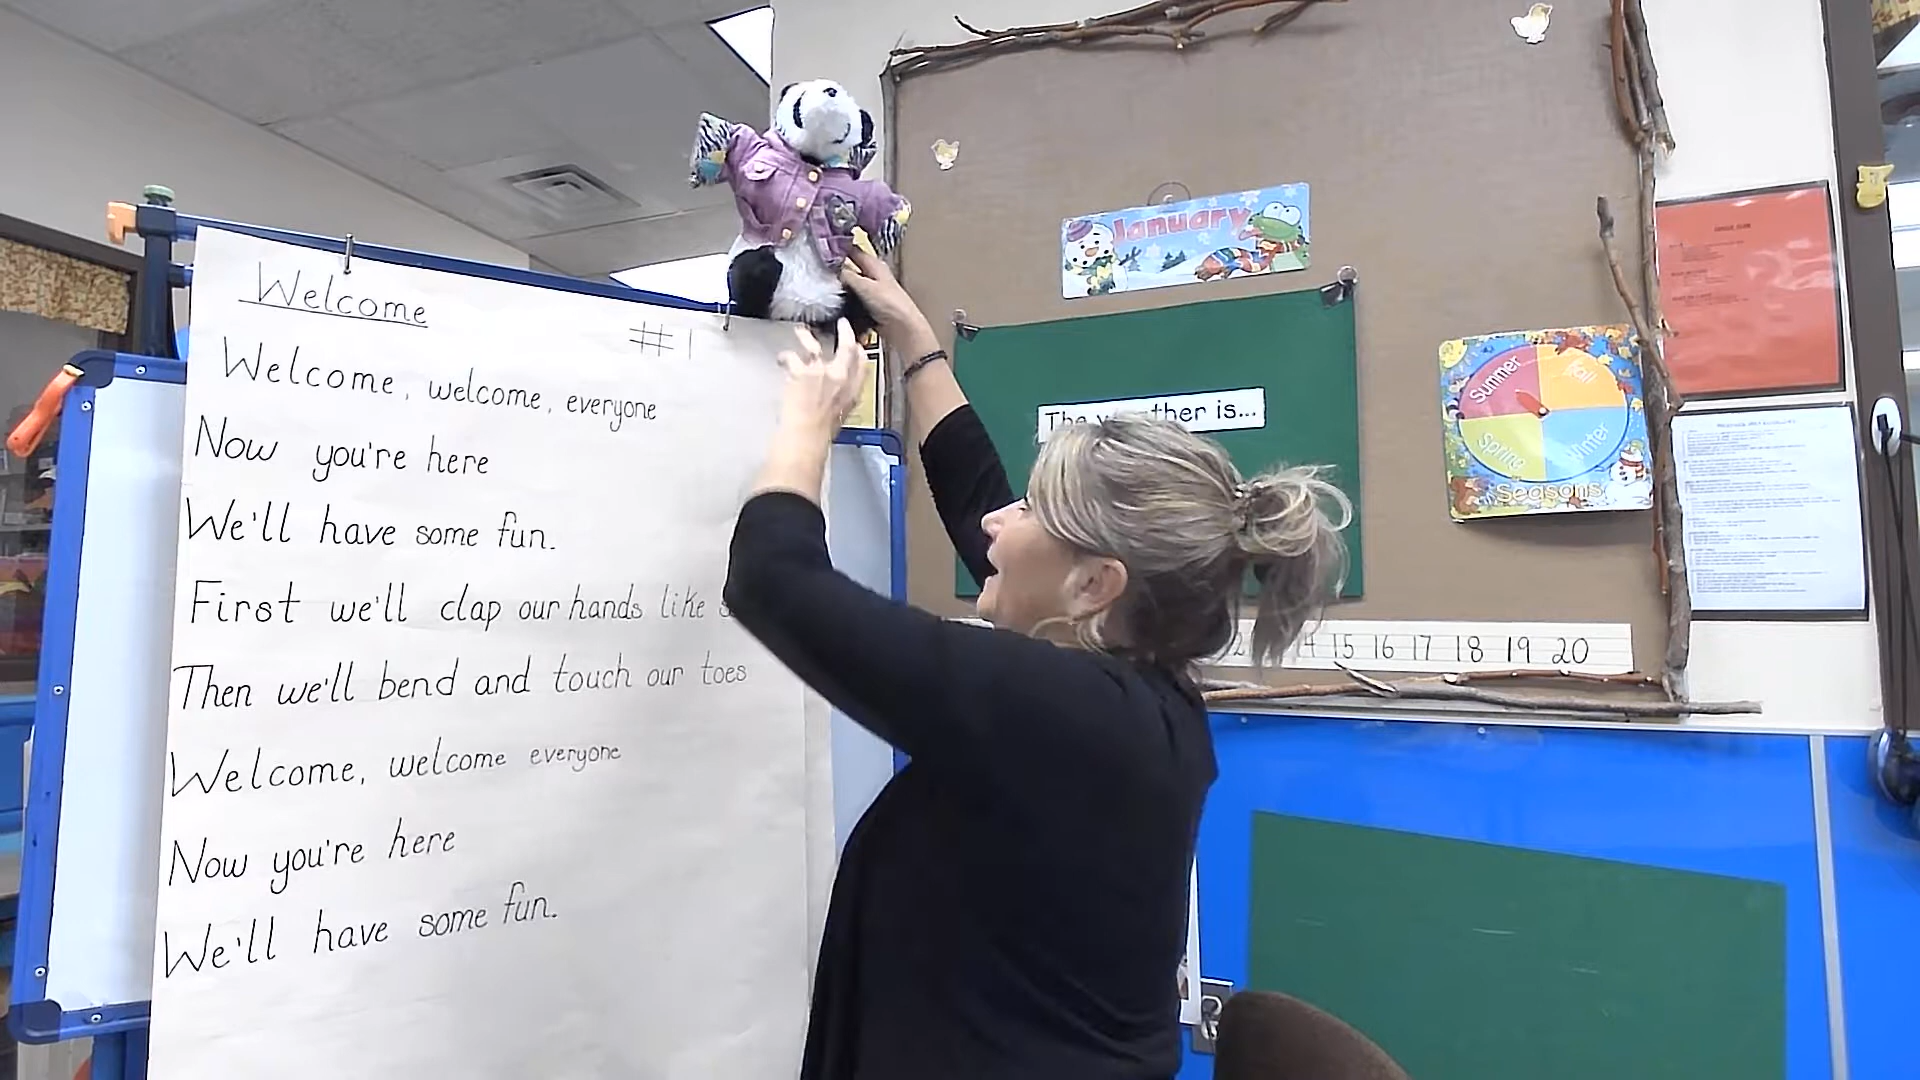 Welcome
#1
Welcome, welcome, everyone
Now you're here
We'll have some fun.
First we'll clap our hands like
Then we'll bend and touch our toes
Welcome, welcome everyone
Now you're here
We'll have some fun.
January
The weather is...
Summer
Fall
Spring
Winter
Seasons
14 15 16 17 18 19 20